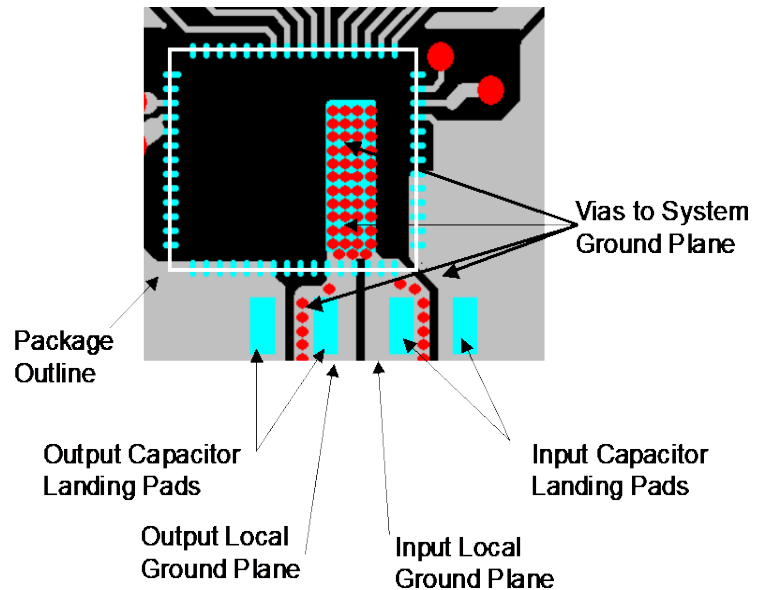 Vias to System
Ground Plane
Package
Outline
Output Capacitor
Landing Pads
Input Capacitor
Landing Pads
Output Local
Ground Plane
Input Local
Ground Plane